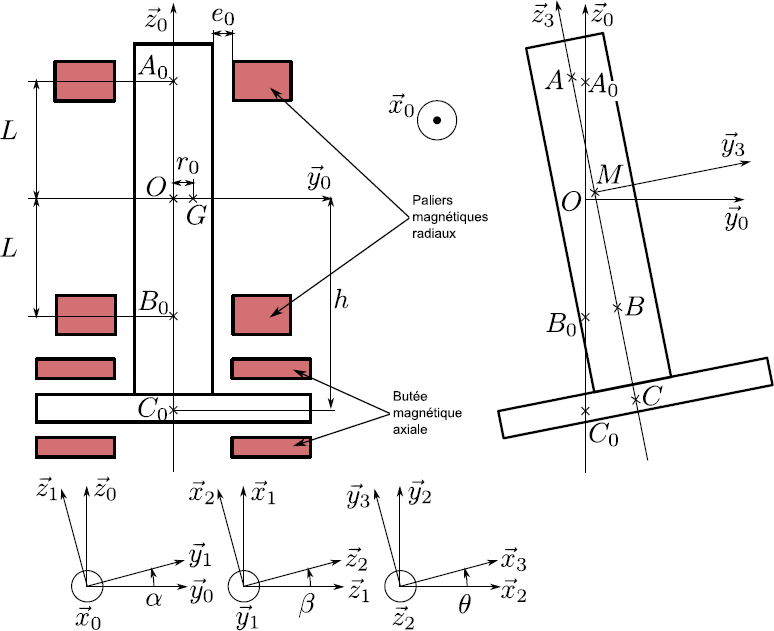 $\vec{z}_0$
$e_0$
$\vec{z}_3$
$\vec{z}_0$
$A_0$
$A$
$A_0$
$\vec{x}_0$
$L$
$r_0$
$O$
$G$
$\vec{y}_0$
$M$
$\vec{y}_3$
$O$
$\vec{y}_0$
Paliers
magnétiques
radiaux
$L$
$h$
$B_0$
$B_0$
$B$
Butée
magnétique
axiale
$C_0$
$C$
$C_0$
$\vec{z}_1$
$\vec{z}_0$
$\vec{y}_1$
$\alpha$
$\vec{y}_0$
$\vec{x}_0$
$\vec{x}_2$
$\vec{x}_1$
$\vec{z}_2$
$\beta$
$\vec{z}_1$
$\vec{y}_1$
$\vec{y}_3$
$\vec{y}_2$
$\vec{x}_3$
$\theta$
$\vec{x}_2$
$\vec{z}_2$